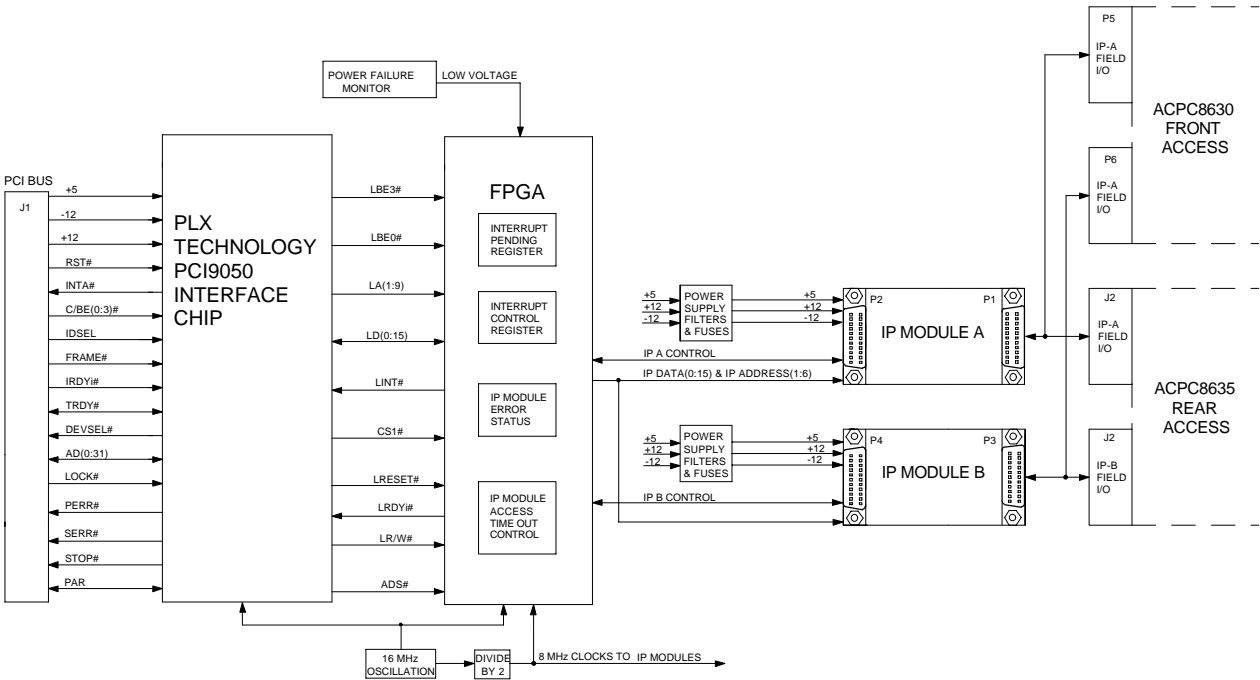 PCI BUS
J1
+5
-12
+12
RST#
INTA#
C/BE(0:3)#
IDSEL
FRAME#
IRDYi#
TRDY#
DEVSEL#
AD(0:31)
LOCK#
PERR#
SERR#
STOP#
PAR
PLX
TECHNOLOGY
PCI9050
INTERFACE
CHIP
POWER FAILURE
MONITOR
LOW VOLTAGE
LBE3#
LBE0#
LA(1:9)
LD(0:15)
LINT#
CS1#
LRESET#
LRDYi#
LR/W#
ADS#
FPGA
INTERRUPT
PENDING
REGISTER
INTERRUPT
CONTROL
REGISTER
IP MODULE
ERROR
STATUS
IP MODULE
ACCESS
TIME OUT
CONTROL
16 MHz
OSCILLATION
DIVIDE
BY 2
8 MHz CLOCKS TO IP MODULES
+5
+12
-12
POWER
SUPPLY
FILTERS
& FUSES
+5
+12
-12
P2
P1
IP MODULE A
IP A CONTROL
IP DATA(0:15) & IP ADDRESS(1:6)
+5
+12
-12
POWER
SUPPLY
FILTERS
& FUSES
+5
+12
-12
P4
P3
IP MODULE B
IP B CONTROL
P5
IP-A
FIELD
I/O
ACPC8630
FRONT
ACCESS
P6
IP-A
FIELD
I/O
J2
IP-A
FIELD
I/O
ACPC8635
REAR
ACCESS
J2
IP-B
FIELD
I/O